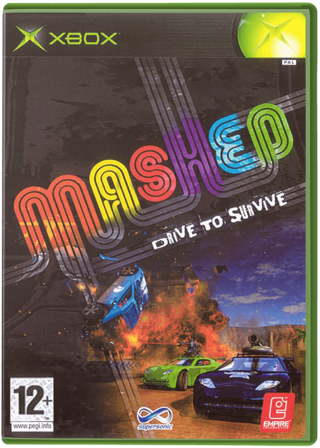 XBOX
PAL
MASHED
DRIVE TO SURVIVE
12+
www.pegi.info
supersonic
EMPIRE